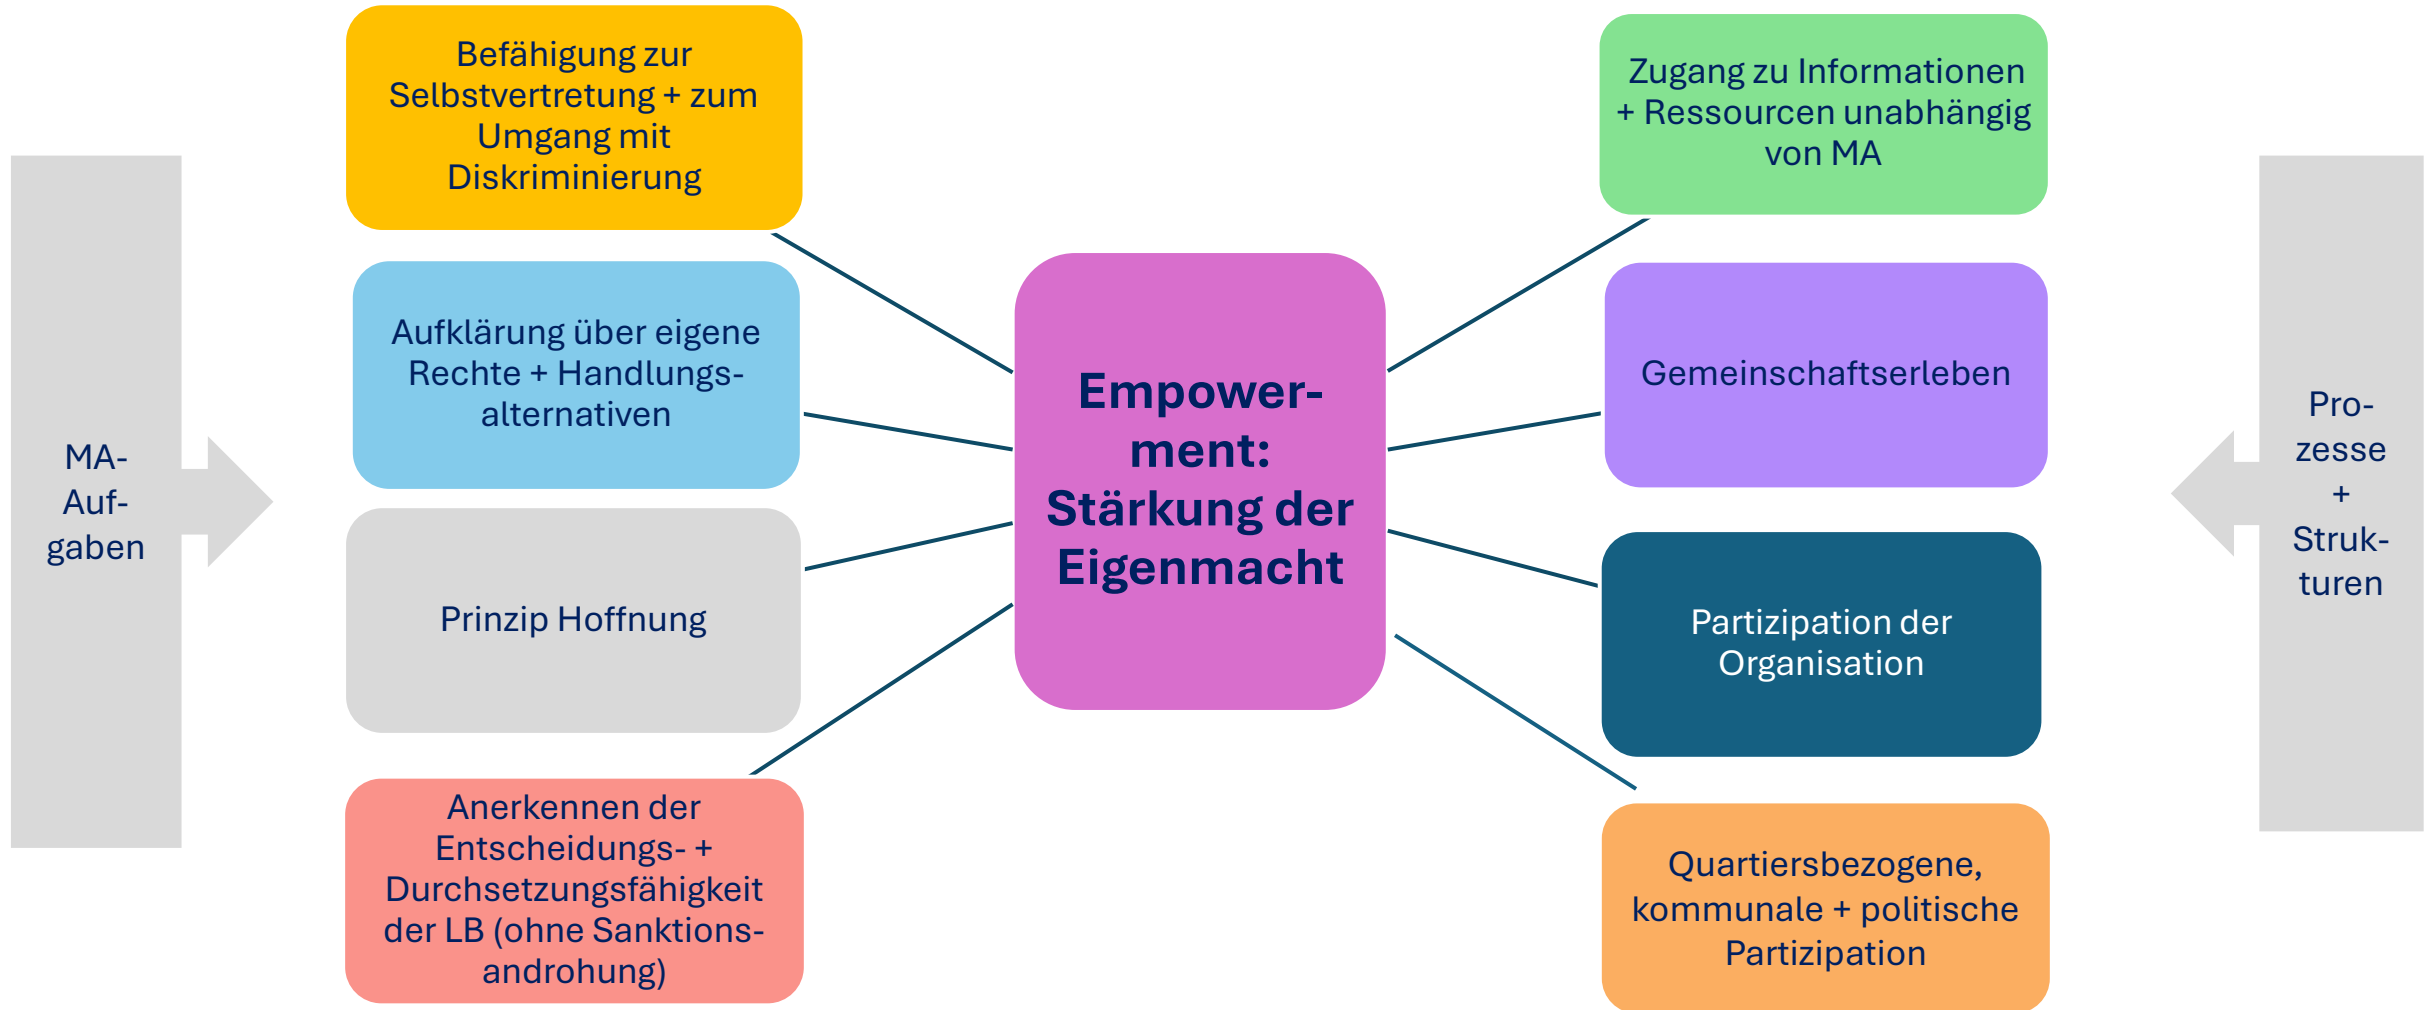 MA-
Auf-
gaben
Befähigung zur
Selbstvertretung + zum
Umgang mit
Diskriminierung
Aufklärung über eigene
Rechte + Handlungs-
alternativen
Prinzip Hoffnung
Anerkennen der
Entscheidungs- +
Durchsetzungsfähigkeit
der LB (ohne Sanktions-
androhung)
Empower-
ment:
Stärkung der
Eigenmacht
Zugang zu Informationen
+ Ressourcen unabhängig
von MA
Gemeinschaftserleben
Partizipation der
Organisation
Quartiersbezogene,
kommunale + politische
Partizipation
Pro-
zesse
+
Struk-
turen